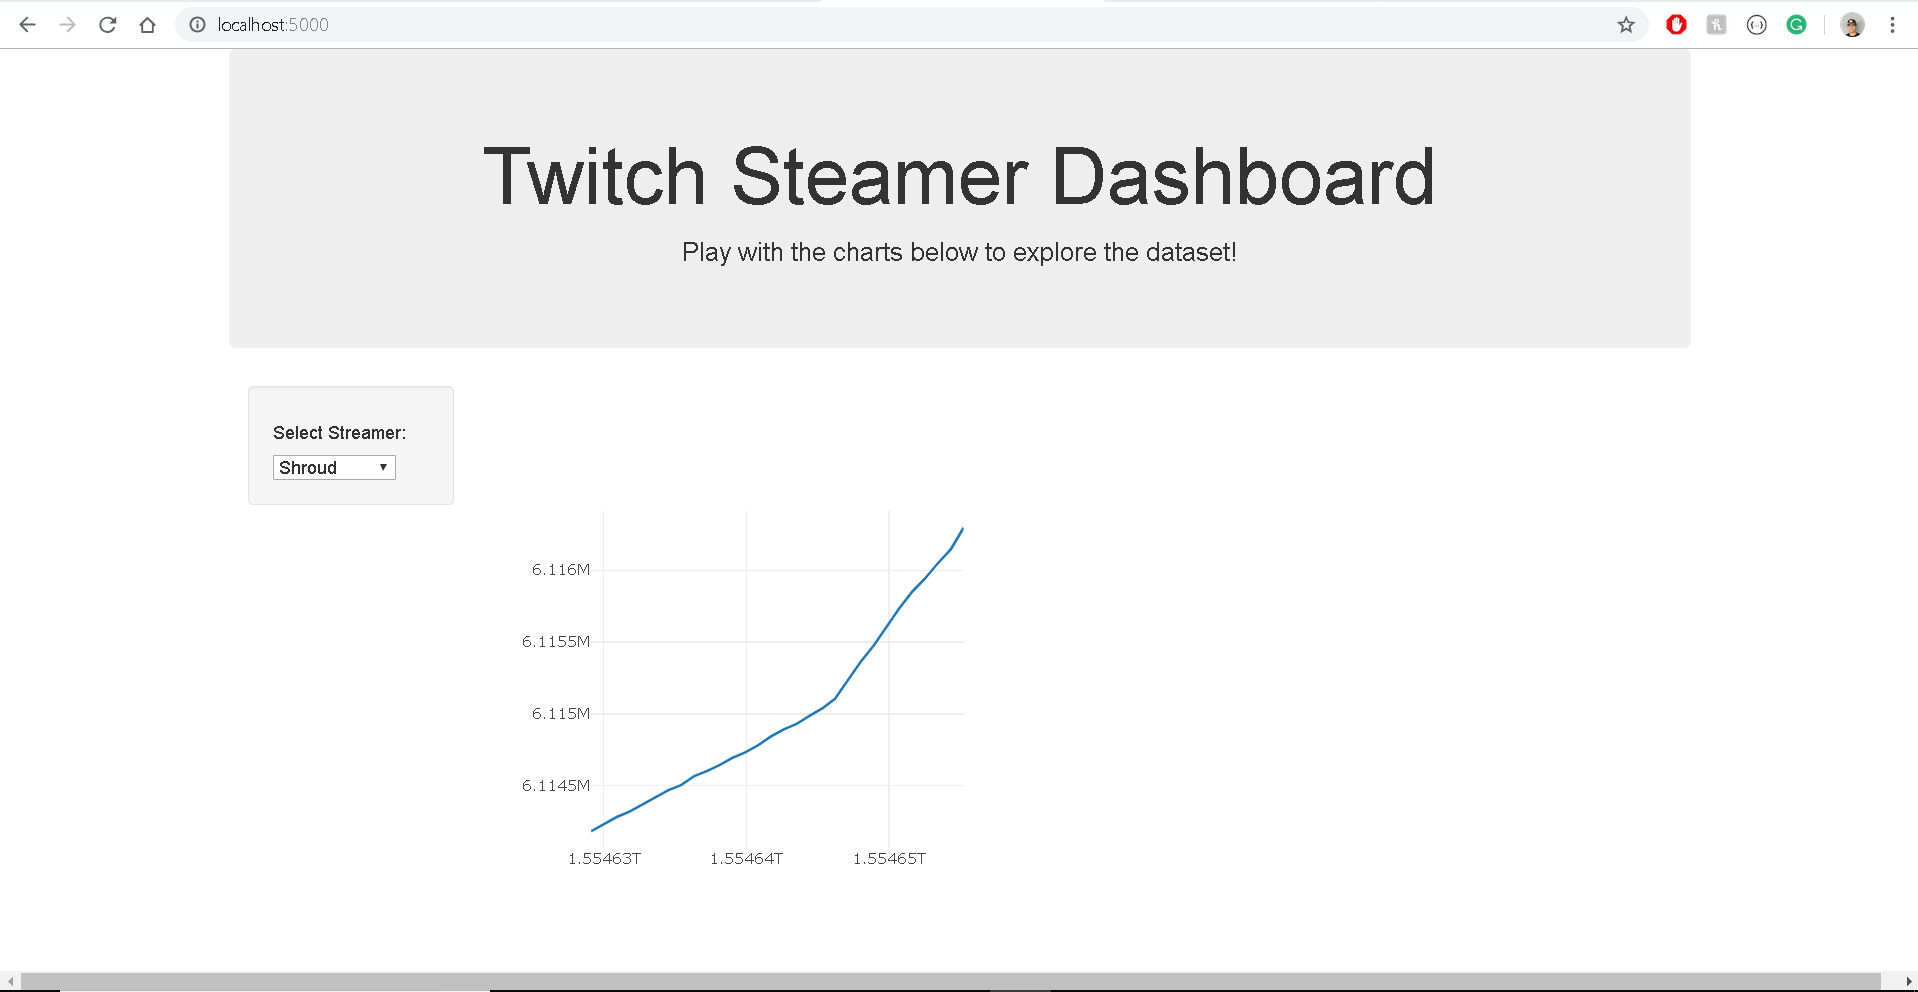 localhost:5000
Twitch Steamer Dashboard
Play with the charts below to explore the dataset!
Select Streamer:
Shroud
6.116M
6.1155M
6.115M
6.1145M
1.55463T 1.55464T 1.55465T